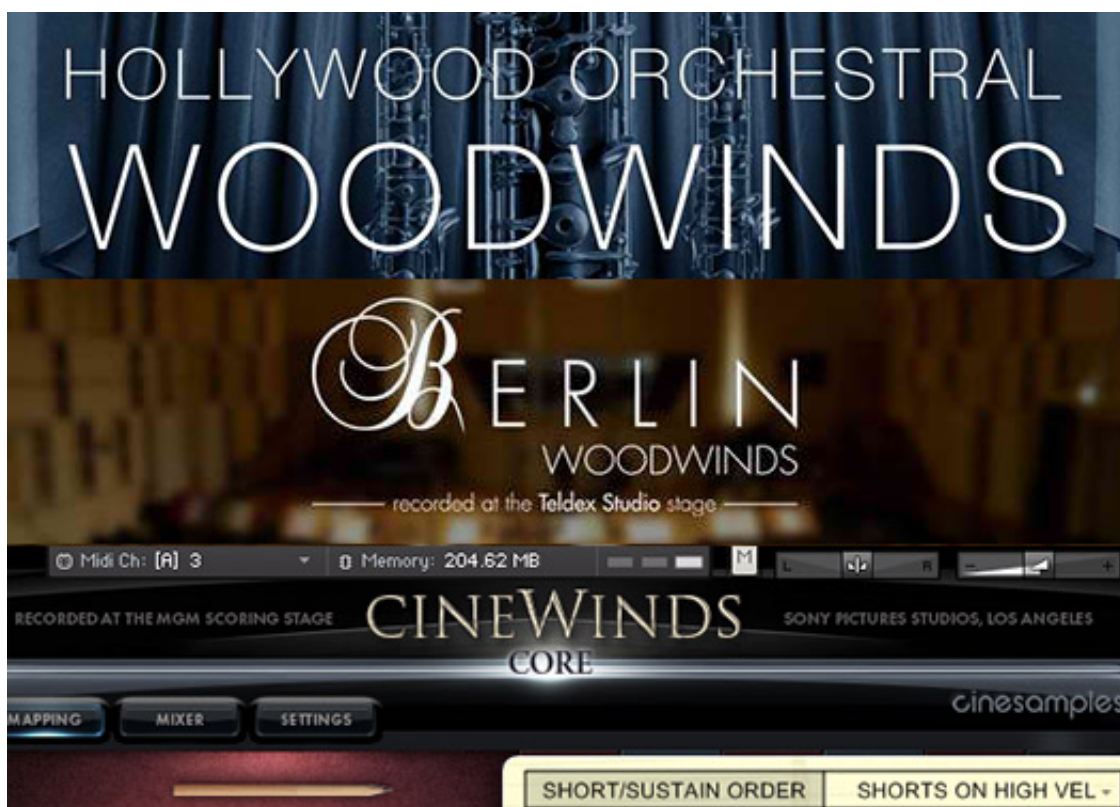 HOLLYWOOD ORCHESTRAL
WOODWINDS
BERLIN
WOODWINDS
recorded at the Teldex Studio stage
Midi Ch: [A] 3 Memory: 204.62 MB M L R - +
RECORDED AT THE MGM SCORING STAGE CINEWINDS SONY PICTURES STUDIOS, LOS ANGELES
CORE
cinesamples
MAPPING MIXER SETTINGS
SHORT/SUSTAIN ORDER SHORTS ON HIGH VEL